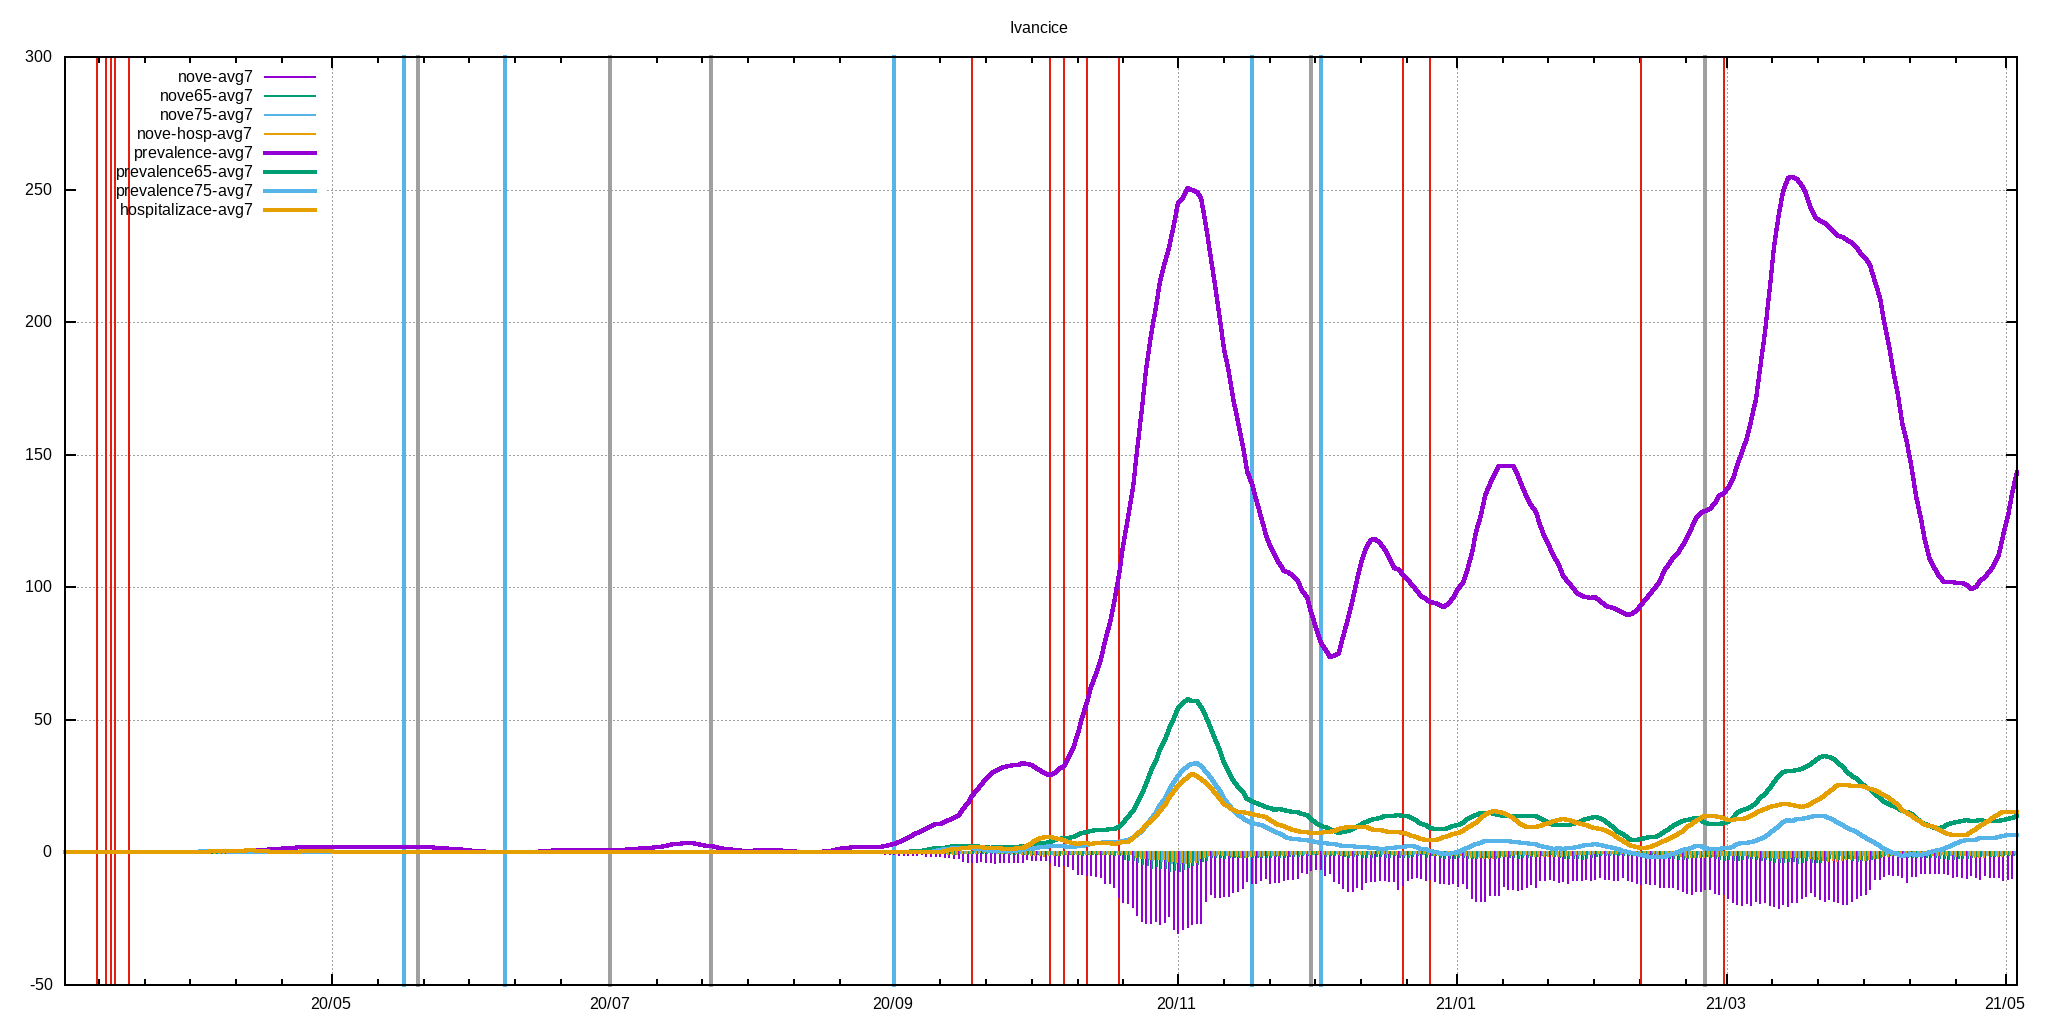 Ivancice
300
250
200
150
100
50
0
-50
nove-avg7
nove65-avg7
nove75-avg7
nove-hosp-avg7
prevalence-avg7
prevalence65-avg7
prevalence75-avg7
hospitalizace-avg7
20/05
20/07
20/09
20/11
21/01
21/03
21/05